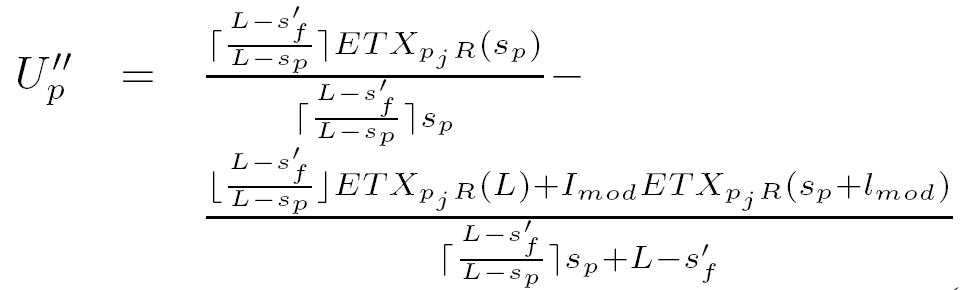 U''_p = \frac{\lceil \frac{L-s'_f}{L-s_p} \rceil ETX_{p_j R}(s_p)}{\lceil \frac{L-s'_f}{L-s_p} \rceil s_p} -
\frac{\lfloor \frac{L-s'_f}{L-s_p} \rfloor ETX_{p_j R}(L) + I_{mod} ETX_{p_j R}(s_p + l_{mod})}{\lceil \frac{L-s'_f}{L-s_p} \rceil s_p + L - s'_f}